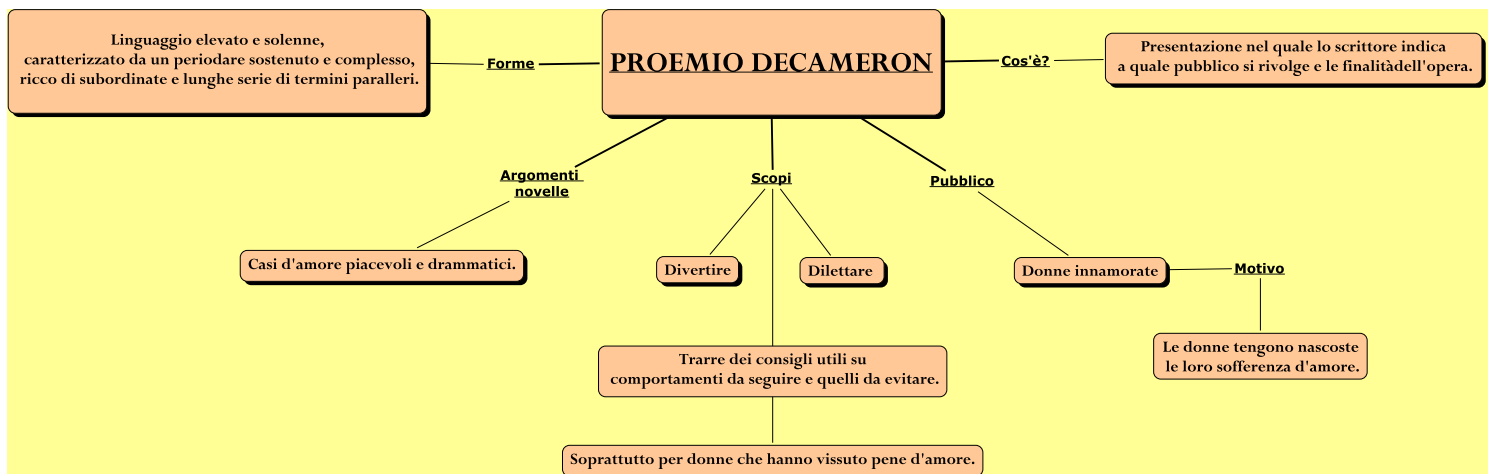 Linguaggio elevato e solenne,
caratterizzato da un periodare sostenuto e complesso,
ricco di subordinate e lunghe serie di termini paralleri.
Forme
PROEMIO DECAMERON
Cos'è?
Presentazione nel quale lo scrittore indica
a quale pubblico si rivolge e le finalitàdell'opera.
Argomenti
novelle
Scopi
Pubblico
Casi d'amore piacevoli e drammatici.
Divertire
Dilettare
Donne innamorate
Motivo
Trarre dei consigli utili su
comportamenti da seguire e quelli da evitare.
Le donne tengono nascoste
le loro sofferenza d'amore.
Soprattutto per donne che hanno vissuto pene d'amore.